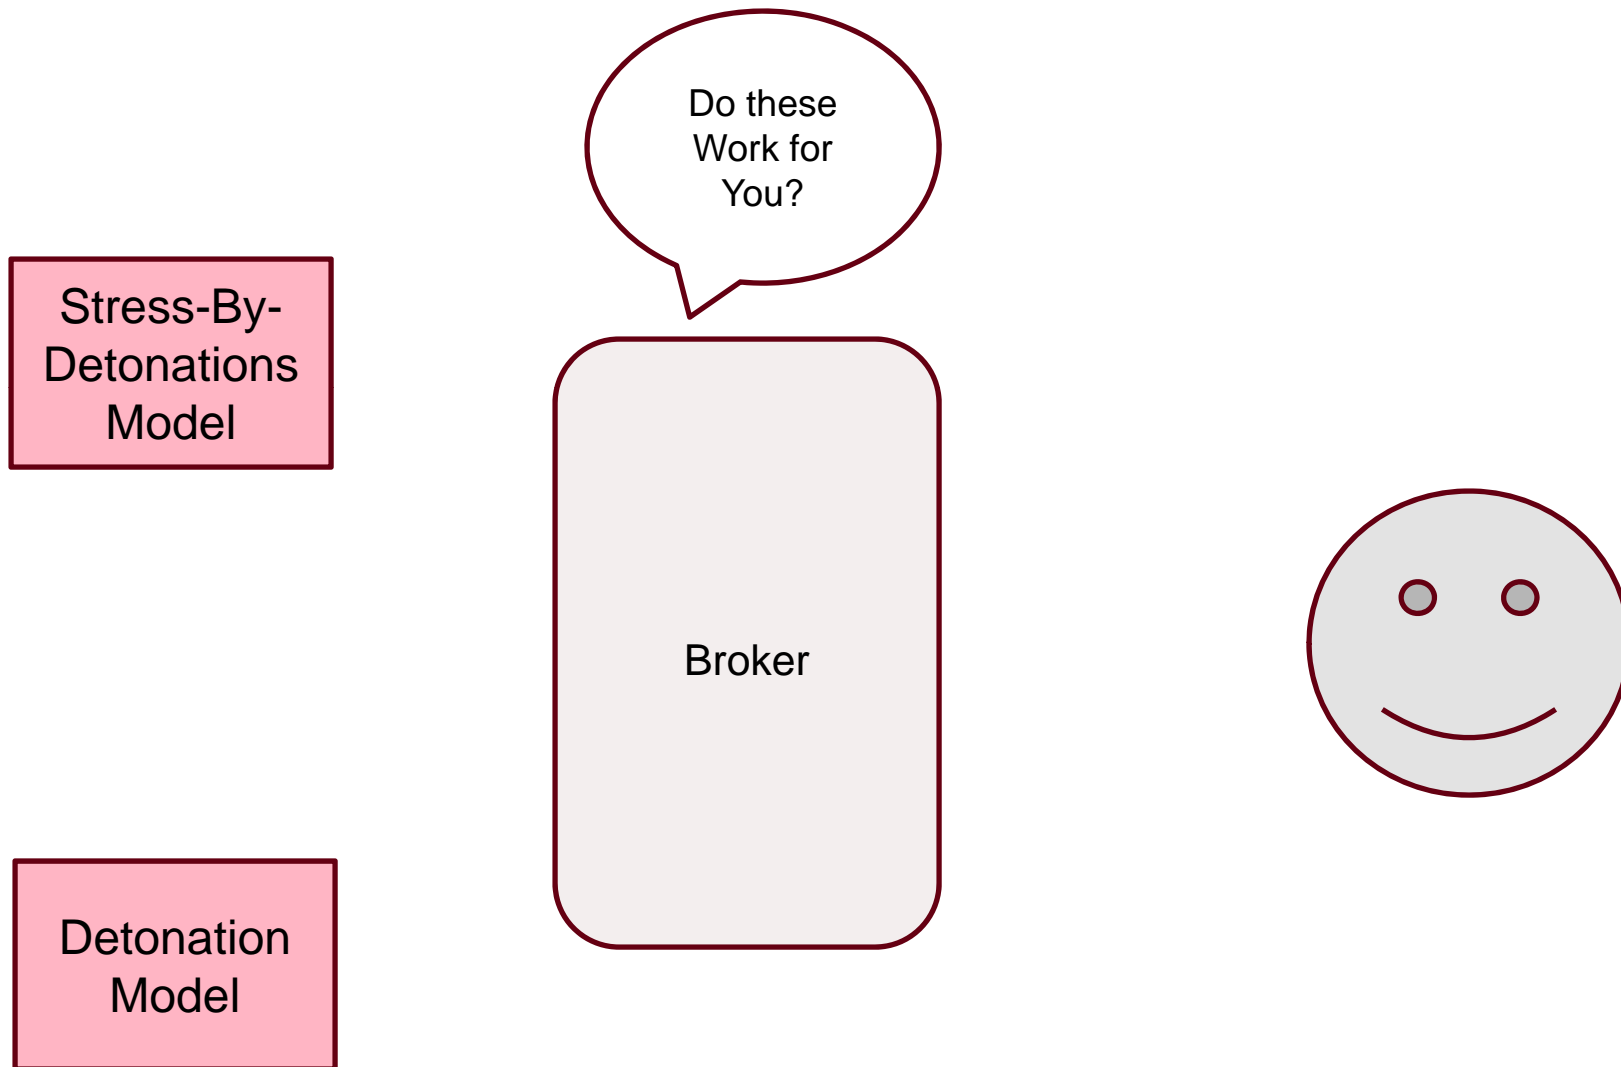 Do these
Work for
You?
Stress-By-
Detonations
Model
Broker
Detonation
Model